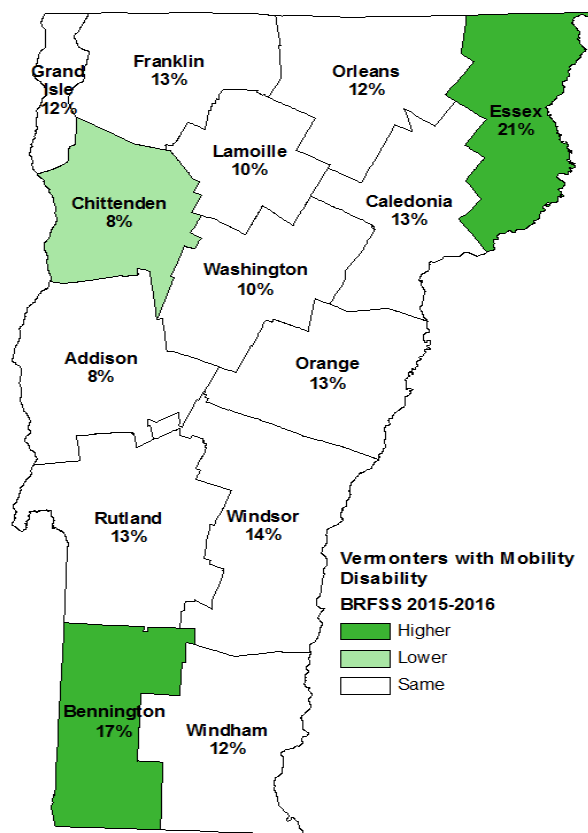 Franklin
13%
Grand
Isle
12%
Orleans
12%
Essex
21%
Lamoille
10%
Caledonia
13%
Chittenden
8%
Washington
10%
Addison
8%
Orange
13%
Rutland
13%
Windsor
14%
Bennington
17%
Windham
12%
Vermonters with Mobility
Disability
BRFSS 2015-2016
Higher
Lower
Same